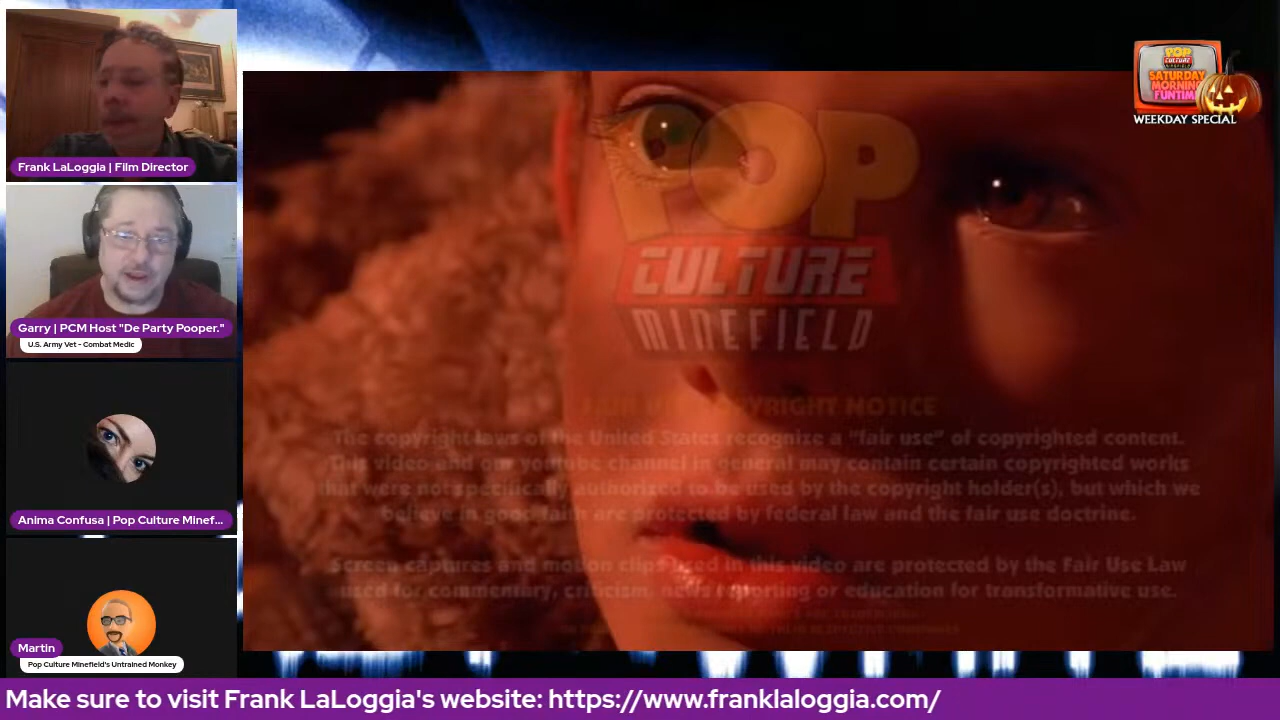 Frank LaLoggia | Film Director
Garry | PCM Host "De Party Pooper."
U.S. Army Vet - Combat Medic
Anima Confusa | Pop Culture Minef...
Martin
Pop Culture Minefield's Untrained Monkey
POP
CULTURE
MINEFIELD
COPYRIGHT NOTICE
The copyright laws of the United States recognize a "fair use" of copyrighted content.
This video and our youtube channel in general may contain certain copyrighted works
that were not specifically authorized to be used by the copyright holder(s), but which we
believe in good faith are protected by federal law and the fair use doctrine.
Screen captures and motion clips used in this video are protected by the Fair Use Law
used for commentary, criticism, news reporting or education for transformative use.
POP
CULTURE
SATURDAY
MORNING
FUNTIME
WEEKDAY SPECIAL
Make sure to visit Frank LaLoggia's website: https://www.franklaloggia.com/